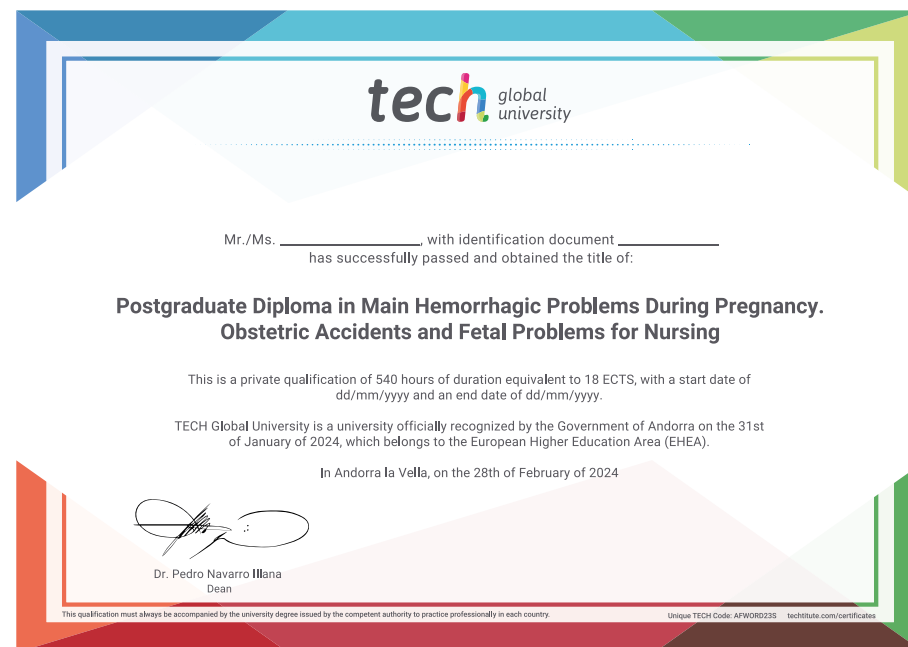 tech global university
Mr./Ms. ____________, with identification document ____________
has successfully passed and obtained the title of:
Postgraduate Diploma in Main Hemorrhagic Problems During Pregnancy.
Obstetric Accidents and Fetal Problems for Nursing
This is a private qualification of 540 hours of duration equivalent to 18 ECTS, with a start date of
dd/mm/yyyy and an end date of dd/mm/yyyy.
TECH Global University is a university officially recognized by the Government of Andorra on the 31st
of January of 2024, which belongs to the European Higher Education Area (EHEA).
In Andorra la Vella, on the 28th of February of 2024
Dr. Pedro Navarro Illana
Dean
This qualification must always be accompanied by the university degree issued by the competent authority to practice professionally in each country.
Unique TECH Code: AFWORD23S techtitute.com/certificates